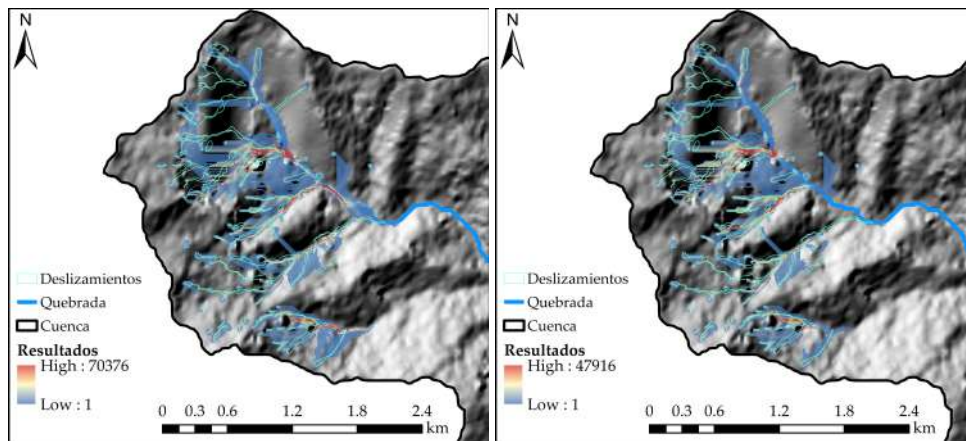 N
Deslizamientos
Quebrada
Cuenca
Resultados
High : 70376
Low : 1
0 0.3 0.6 1.2 1.8 2.4
km
N
Deslizamientos
Quebrada
Cuenca
Resultados
High : 47916
Low : 1
0 0.3 0.6 1.2 1.8 2.4
km